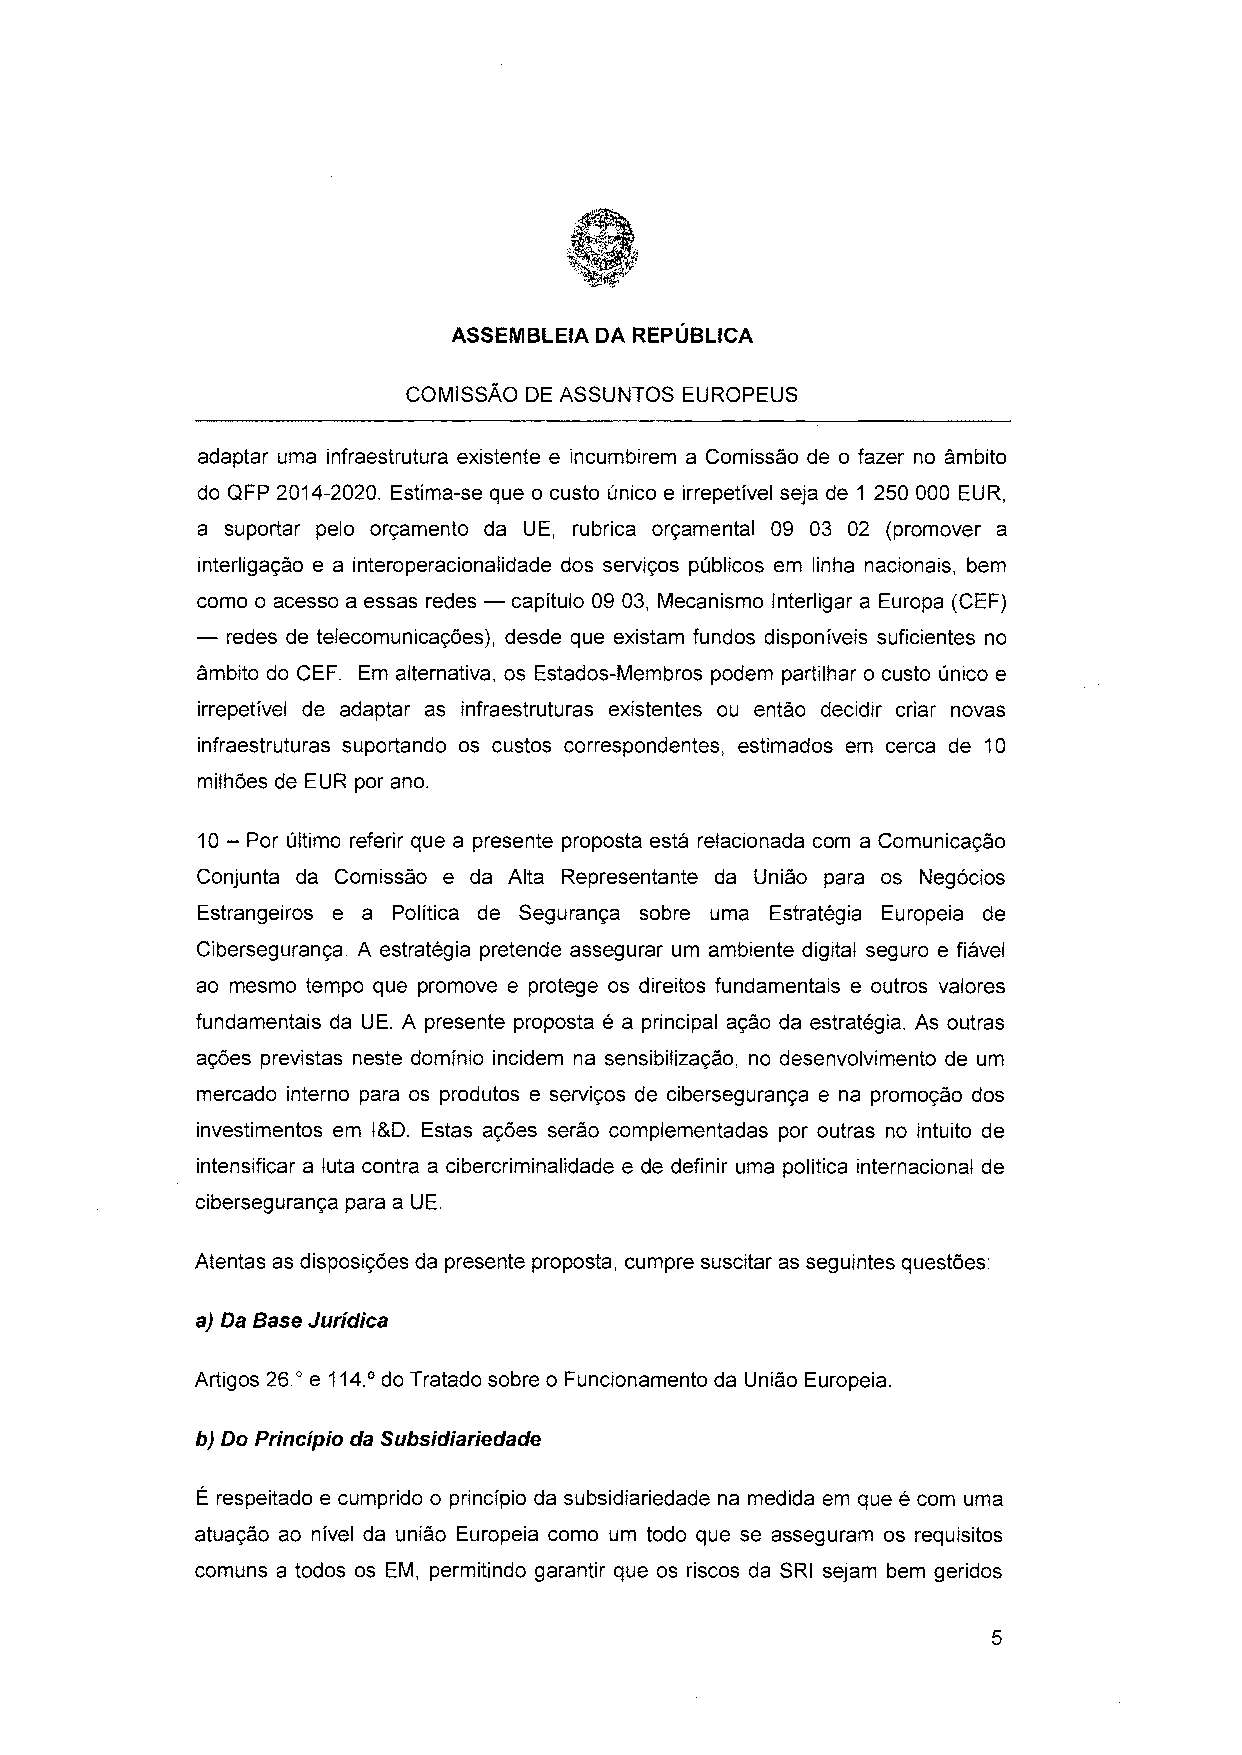 ASSEMBLEIA DA REPÚBLICA
COMISSÃO DE ASSUNTOS EUROPEUS
adaptar uma infraestrutura existente e incumbirem a Comissão de o fazer no âmbito
do QFP 2014-2020. Estima-se que o custo único e irrepetível seja de 1 250 000 EUR,
a suportar pelo orçamento da UE, rubrica orçamental 09 03 02 (promover a
interligação e a interoperacionalidade dos serviços públicos em linha nacionais, bem
como o acesso a essas redes — capítulo 09 03, Mecanismo Interligar a Europa (CEF)
— redes de telecomunicações), desde que existam fundos disponíveis suficientes no
âmbito do CEF. Em alternativa, os Estados-Membros podem partilhar o custo único e
irrepetível de adaptar as infraestruturas existentes ou então decidir criar novas
infraestruturas suportando os custos correspondentes, estimados em cerca de 10
milhões de EUR por ano.
10 – Por último referir que a presente proposta está relacionada com a Comunicação
Conjunta da Comissão e da Alta Representante da União para os Negócios
Estrangeiros e a Política de Segurança sobre uma Estratégia Europeia de
Cibersegurança. A estratégia pretende assegurar um ambiente digital seguro e fiável
ao mesmo tempo que promove e protege os direitos fundamentais e outros valores
fundamentais da UE. A presente proposta é a principal ação da estratégia. As outras
ações previstas neste domínio incidem na sensibilização, no desenvolvimento de um
mercado interno para os produtos e serviços de cibersegurança e na promoção dos
investimentos em I&D. Estas ações serão complementadas por outras no intuito de
intensificar a luta contra a cibercriminalidade e de definir uma politica internacional de
cibersegurança para a UE.
Atentas as disposições da presente proposta, cumpre suscitar as seguintes questões:
a) Da Base Jurídica
Artigos 26.º e 114.º do Tratado sobre o Funcionamento da União Europeia.
b) Do Princípio da Subsidiariedade
É respeitado e cumprido o princípio da subsidiariedade na medida em que é com uma
atuação ao nível da união Europeia como um todo que se asseguram os requisitos
comuns a todos os EM, permitindo garantir que os riscos da SRI sejam bem geridos
5